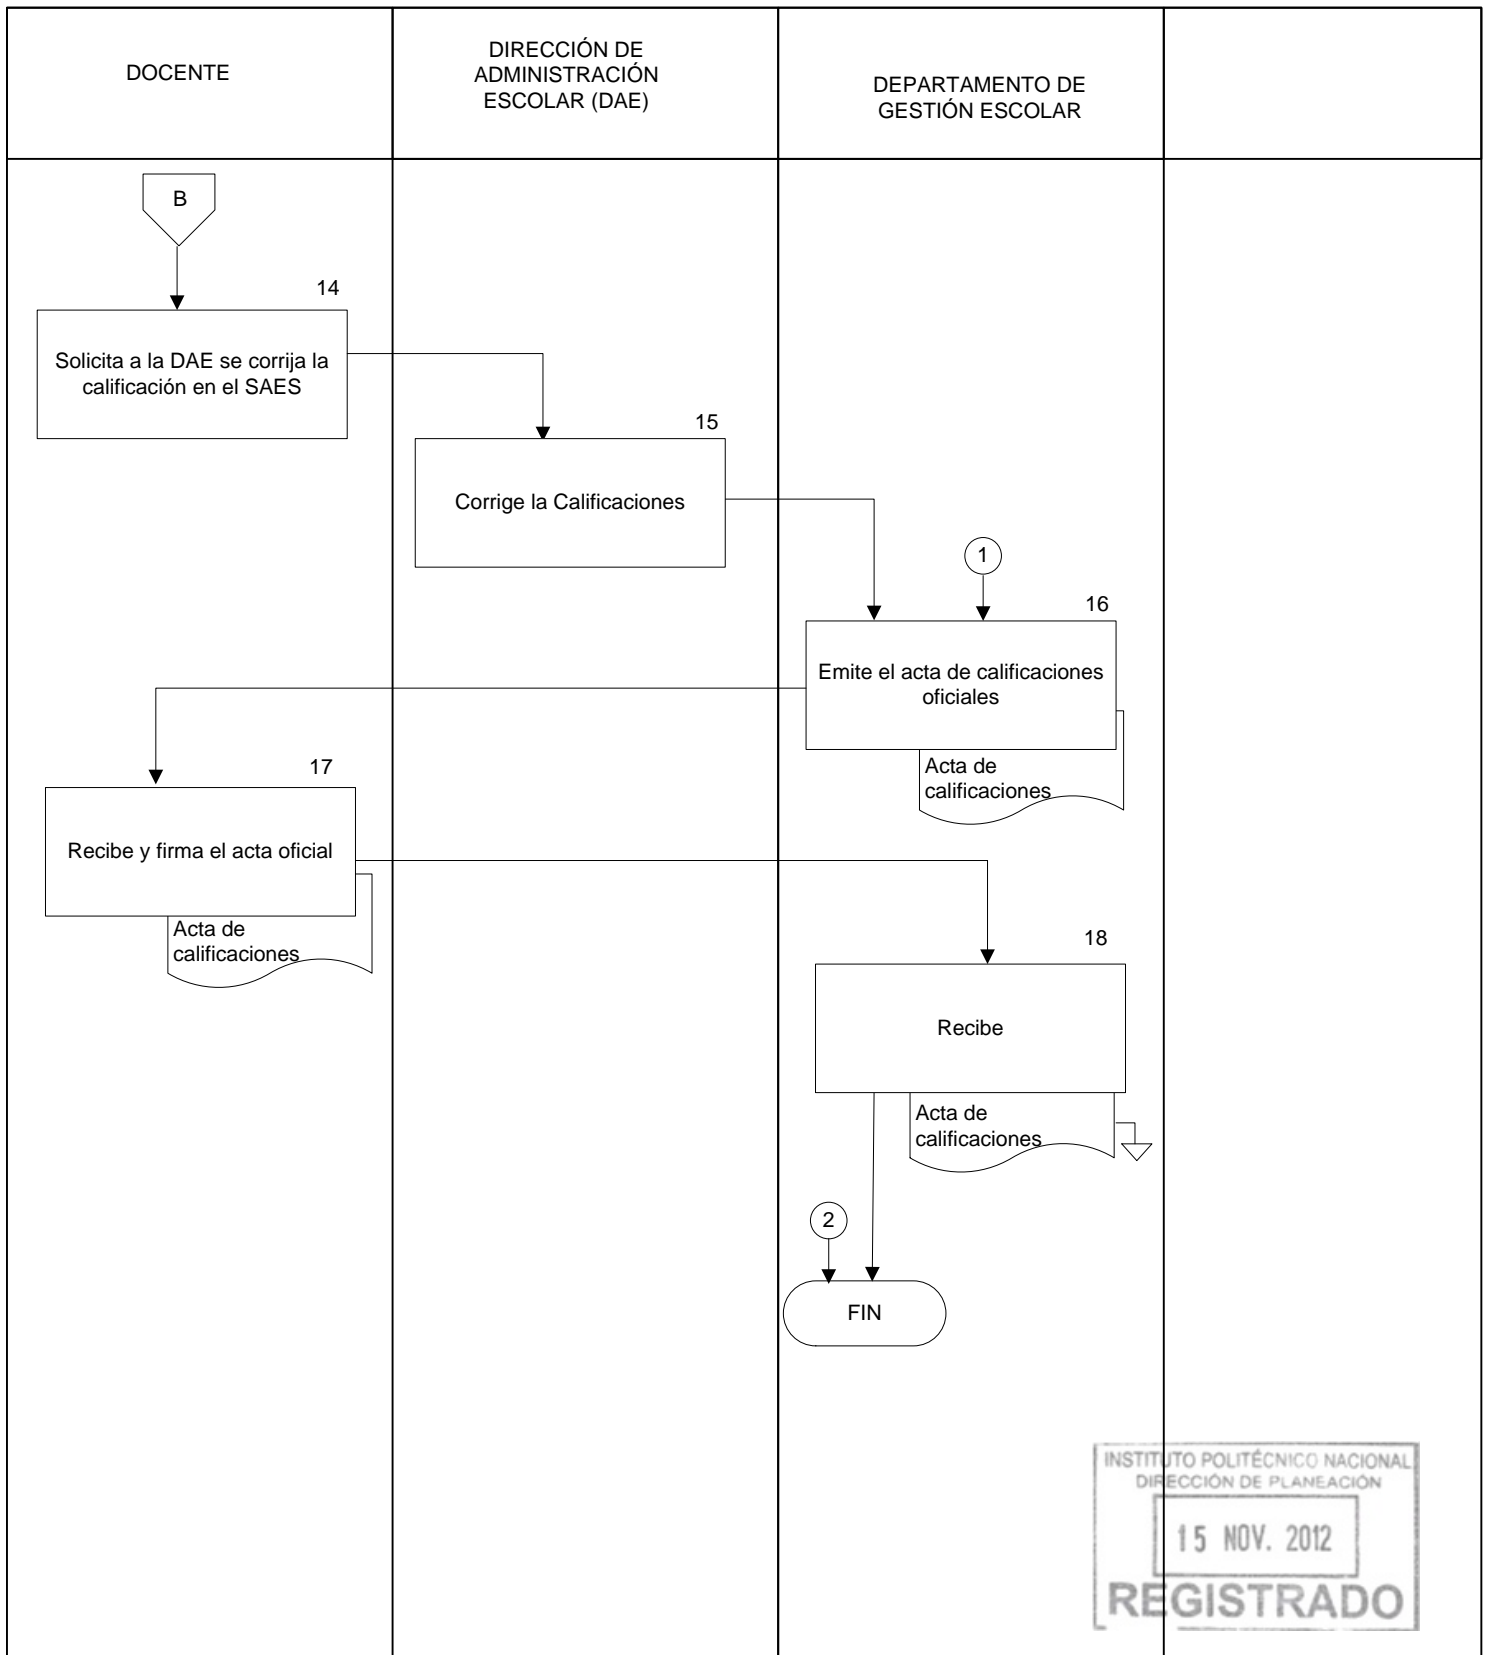 DOCENTE
DIRECCIÓN DE
ADMINISTRACIÓN
ESCOLAR (DAE)
DEPARTAMENTO DE
GESTIÓN ESCOLAR
B
14
Solicita a la DAE se corrija la
calificación en el SAES
15
Corrige la Calificaciones
1
16
Emite el acta de calificaciones
oficiales
Acta de
calificaciones
17
Recibe y firma el acta oficial
Acta de
calificaciones
18
Recibe
Acta de
calificaciones
2
FIN
INSTITUTO POLITÉCNICO NACIONAL
DIRECCIÓN DE PLANEACIÓN
15 NOV. 2012
REGISTRADO